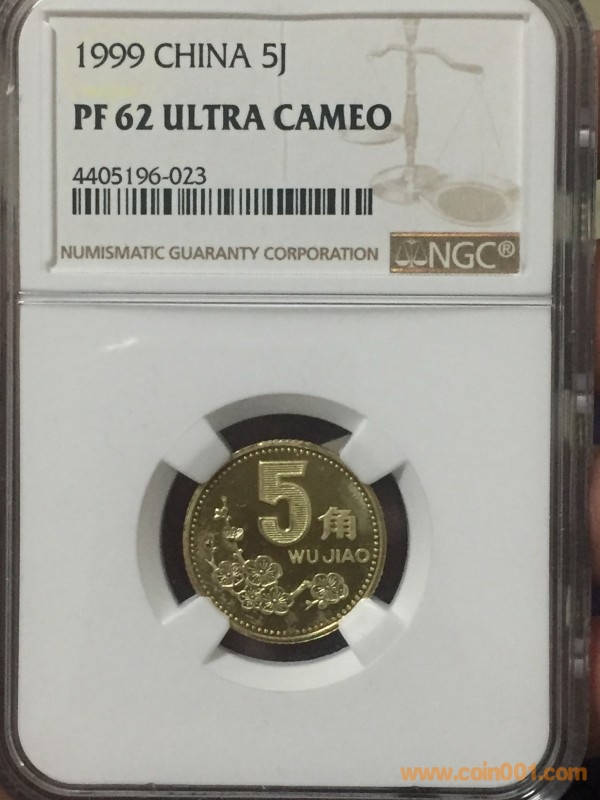 1999 CHINA 5J
PF 62 ULTRA CAMEO
4405196-023
NUMISMATIC GUARANTY CORPORATION NGC®
5角
WU JIAO
www.coin001.com